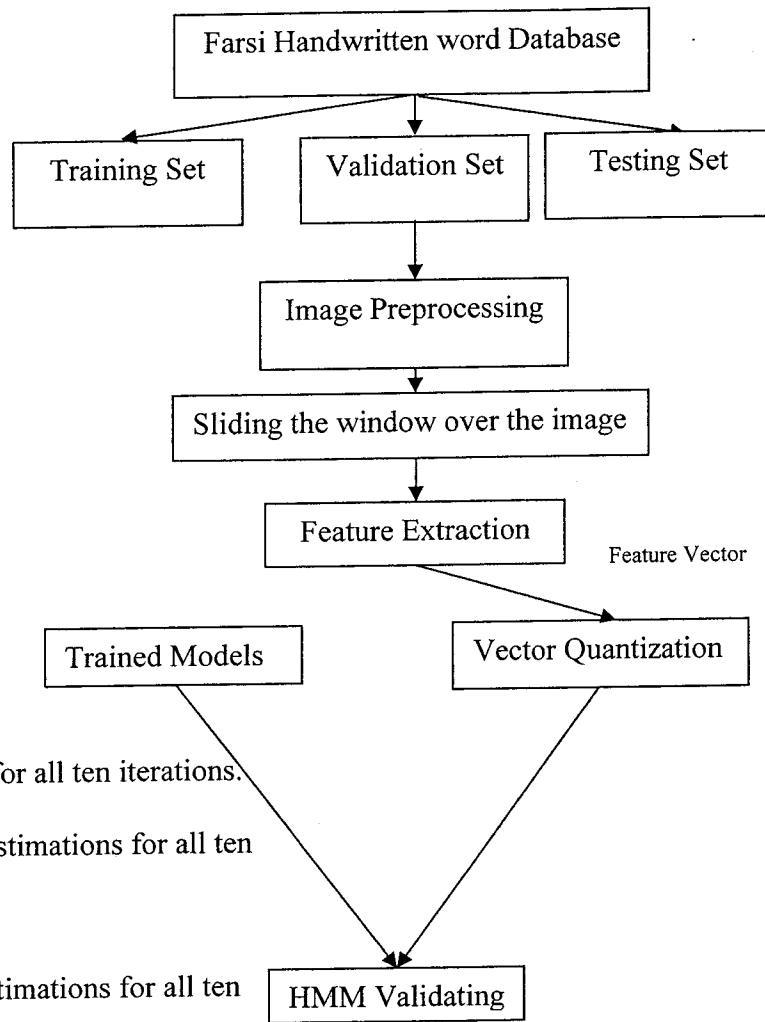 Farsi Handwritten word Database
Training Set
Validation Set
Testing Set
Image Preprocessing
Sliding the window over the image
Feature Extraction
Feature Vector
Trained Models
Vector Quantization
for all ten iterations.
stimations for all ten
timations for all ten
HMM Validating